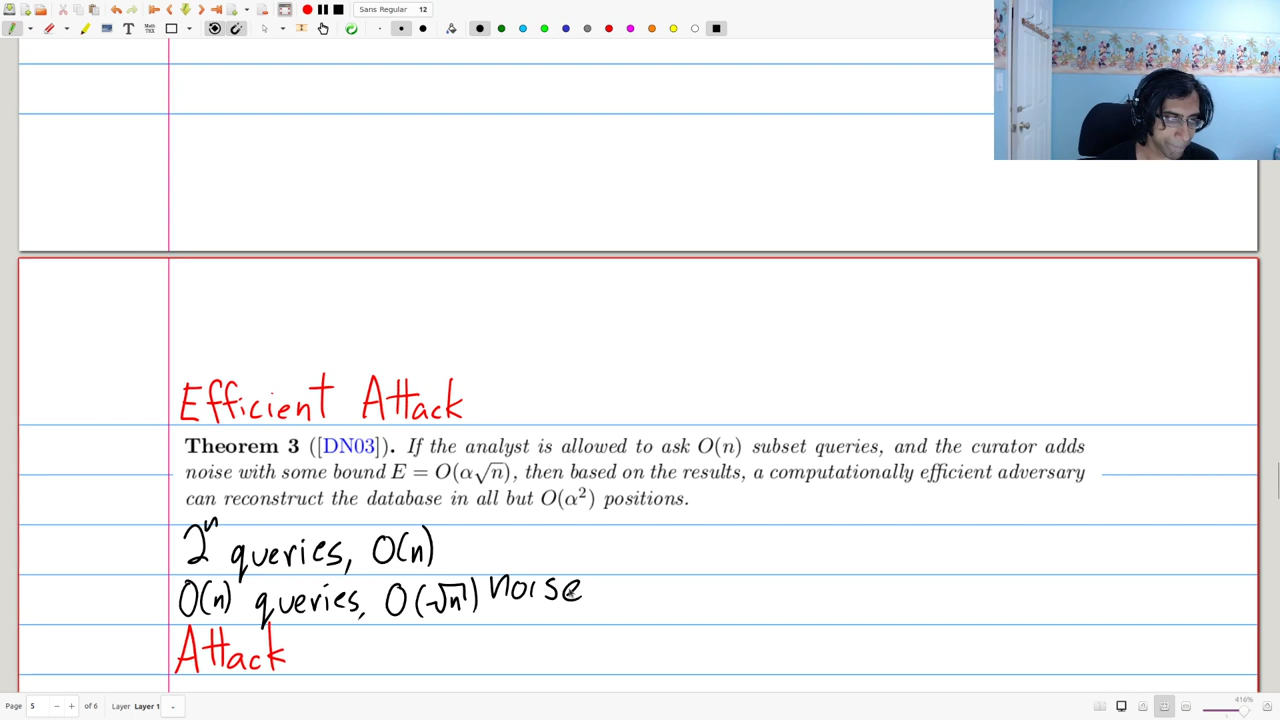 Sans Regular 12
Efficient Attack
Theorem 3 ([DN03]). If the analyst is allowed to ask O(n) subset queries, and the curator adds
noise with some bound E = O(α√n), then based on the results, a computationally efficient adversary
can reconstruct the database in all but O(α²) positions.
2ⁿ queries, O(n)
O(n) queries, O(√n) noise
Attack
Page 5 of 6 Layer Layer 1 416%